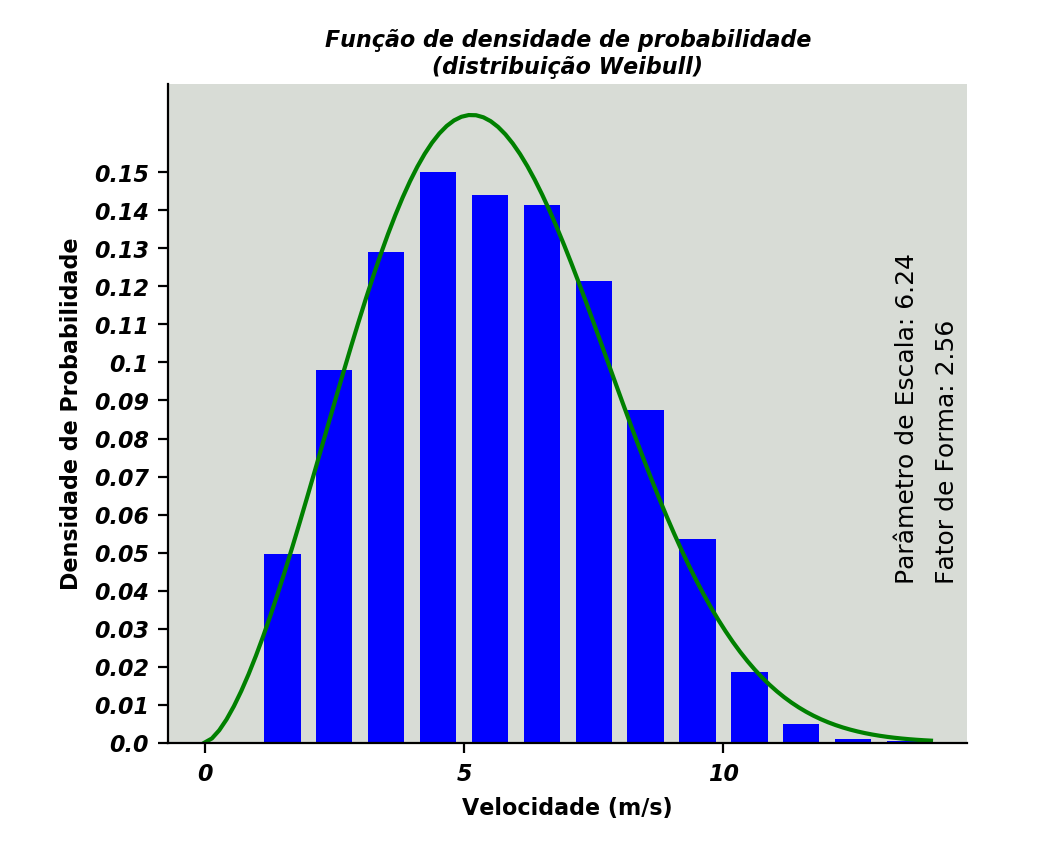 Função de densidade de probabilidade
(distribuição Weibull)
Densidade de Probabilidade
0.15
0.14
0.13
0.12
0.11
0.1
0.09
0.08
0.07
0.06
0.05
0.04
0.03
0.02
0.01
0.0
Parâmetro de Escala: 6.24
Fator de Forma: 2.56
0 5 10
Velocidade (m/s)